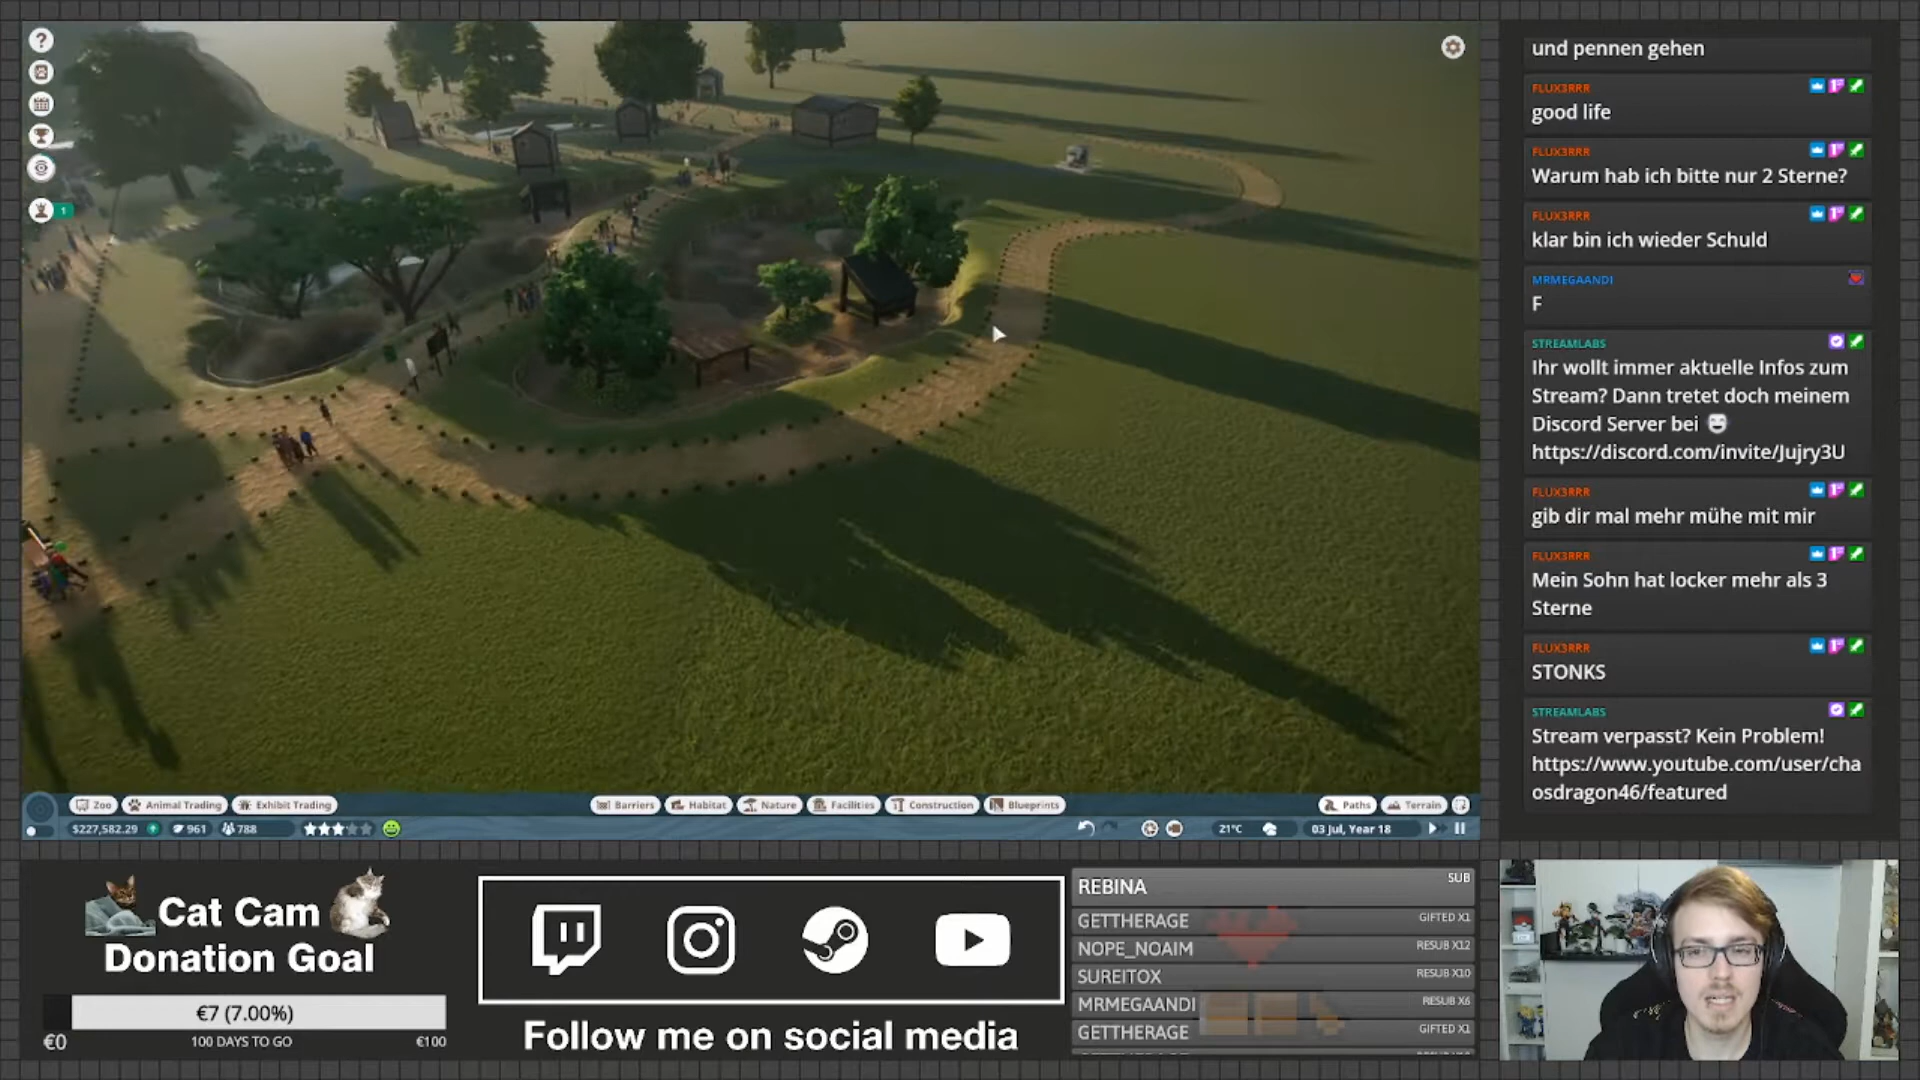 ?
1
Zoo
Animal Trading
Exhibit Trading
Barriers
Habitat
Nature
Facilities
Construction
Blueprints
Paths
Terrain
$227,582.29
961
788
21°C
03 Jul, Year 18
und pennen gehen
FLUX3RRR
good life
FLUX3RRR
Warum hab ich bitte nur 2 Sterne?
FLUX3RRR
klar bin ich wieder Schuld
MRMEGAANDI
F
STREAMLABS
Ihr wollt immer aktuelle Infos zum
Stream? Dann tretet doch meinem
Discord Server bei
https://discord.com/invite/Jujry3U
FLUX3RRR
gib dir mal mehr mühe mit mir
FLUX3RRR
Mein Sohn hat locker mehr als 3
Sterne
FLUX3RRR
STONKS
STREAMLABS
Stream verpasst? Kein Problem!
https://www.youtube.com/user/cha
osdragon46/featured
Cat Cam
Donation Goal
€7 (7.00%)
€0
100 DAYS TO GO
€100
Follow me on social media
REBINA SUB
GETTHERAGE GIFTED X1
NOPE_NOAIM RESUB X12
SUREITOX RESUB X10
MRMEGAANDI RESUB X6
GETTHERAGE GIFTED X1